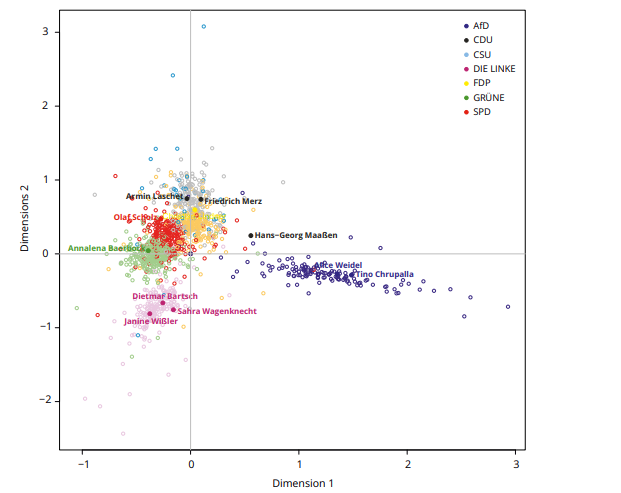 3
2
1
0
−1
−2
Dimensions 2
AfD
CDU
CSU
DIE LINKE
FDP
GRÜNE
SPD
Armin Laschet
Friedrich Merz
Olaf Scholz
Hans−Georg Maaßen
Annalena Baerbock
Alice Weidel
Tino Chrupalla
Dietmar Bartsch
Sahra Wagenknecht
Janine Wißler
−1
0
1
2
3
Dimension 1